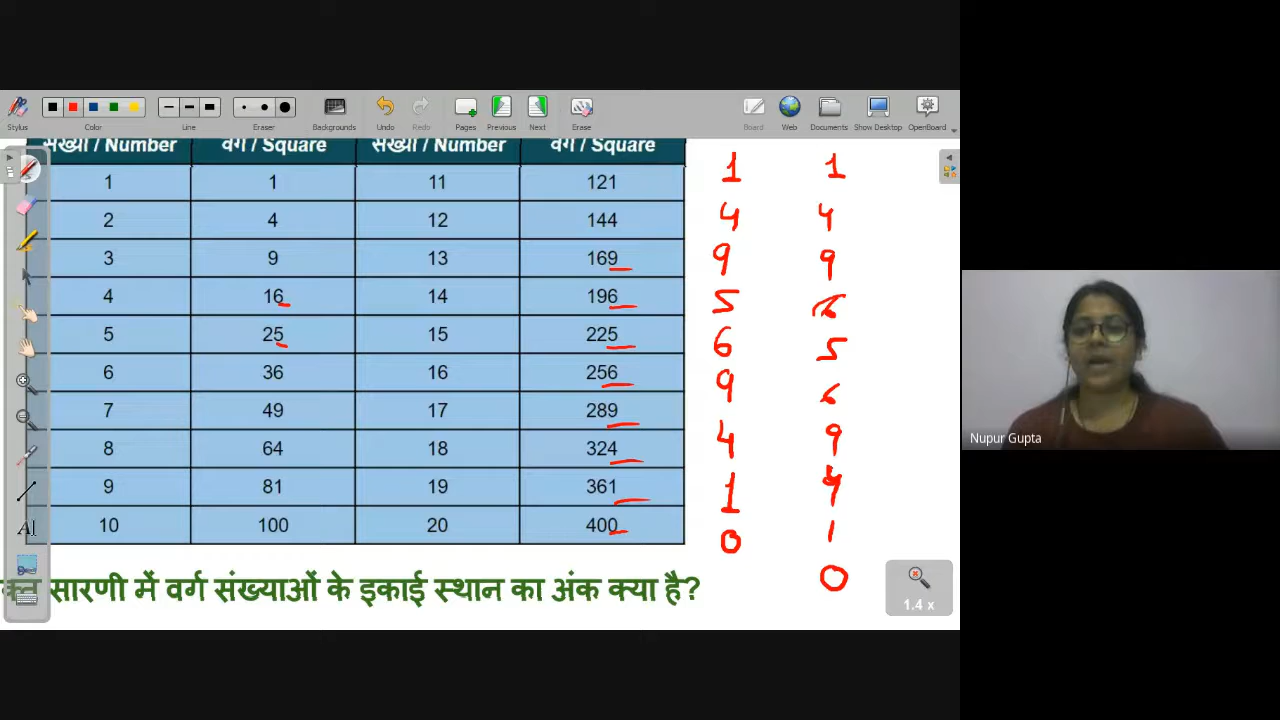 Stylus Color Line Eraser Backgrounds Undo Redo Pages Previous Next Erase Board Web Documents Show Desktop OpenBoard
संख्या / Number वर्ग / Square संख्या / Number वर्ग / Square
1 1 11 121
2 4 12 144
3 9 13 169
4 16 14 196
5 25 15 225
6 36 16 256
7 49 17 289
8 64 18 324
9 81 19 361
10 100 20 400
1 1
4 4
9 9
5 6
6 5
9 6
4 9
1 4
0 1
0
सारणी में वर्ग संख्याओं के इकाई स्थान का अंक क्या है?
AI
1.4 x
Nupur Gupta